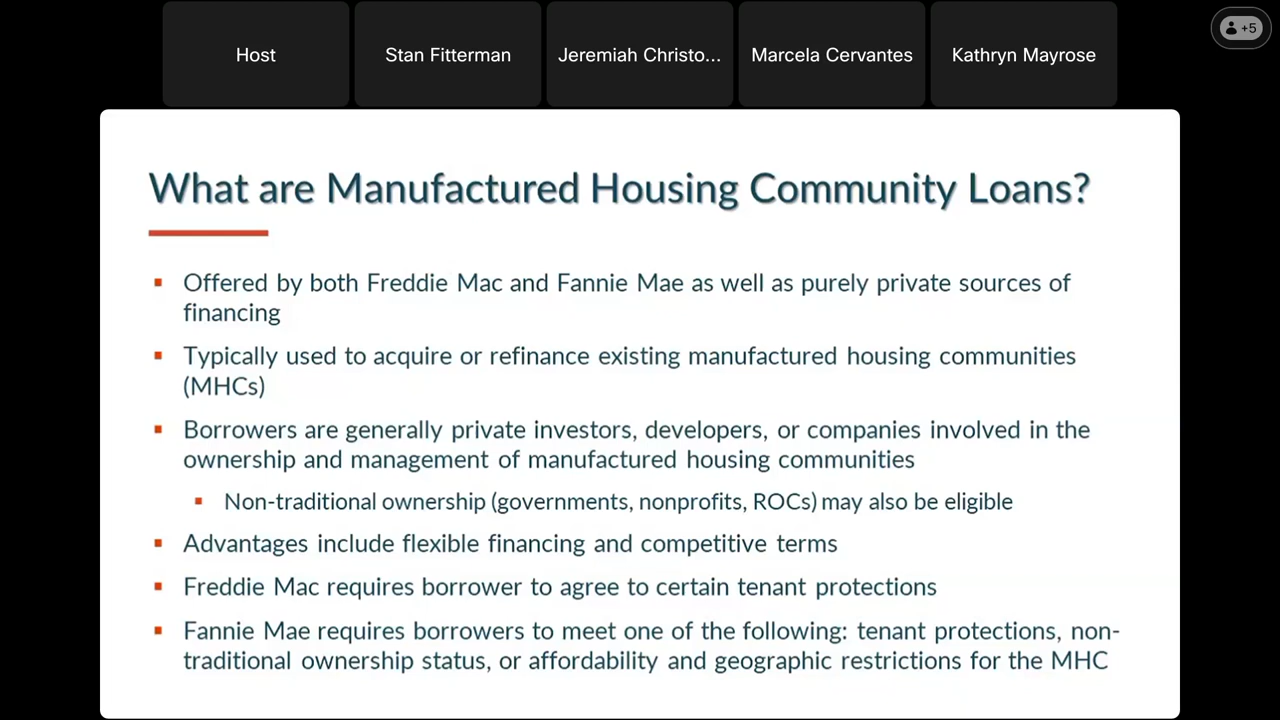 Host
Stan Fitterman
Jeremiah Christo...
Marcela Cervantes
Kathryn Mayrose
+5
What are Manufactured Housing Community Loans?
▪ Offered by both Freddie Mac and Fannie Mae as well as purely private sources of
financing
▪ Typically used to acquire or refinance existing manufactured housing communities
(MHCs)
▪ Borrowers are generally private investors, developers, or companies involved in the
ownership and management of manufactured housing communities
▪ Non-traditional ownership (governments, nonprofits, ROCs) may also be eligible
▪ Advantages include flexible financing and competitive terms
▪ Freddie Mac requires borrower to agree to certain tenant protections
▪ Fannie Mae requires borrowers to meet one of the following: tenant protections, non-
traditional ownership status, or affordability and geographic restrictions for the MHC